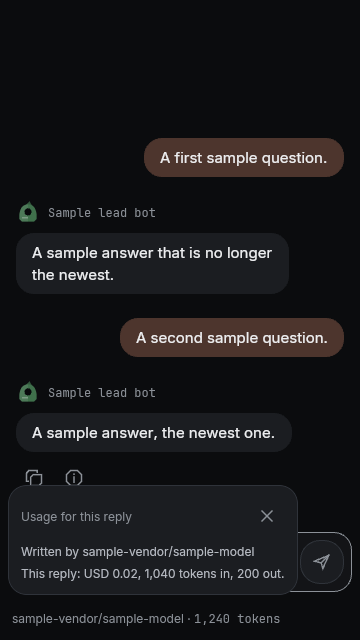 A first sample question.
Sample lead bot
A sample answer that is no longer
the newest.
A second sample question.
Sample lead bot
A sample answer, the newest one.
Usage for this reply
Written by sample-vendor/sample-model
This reply: USD 0.02, 1,040 tokens in, 200 out.
sample-vendor/sample-model · 1,240 tokens